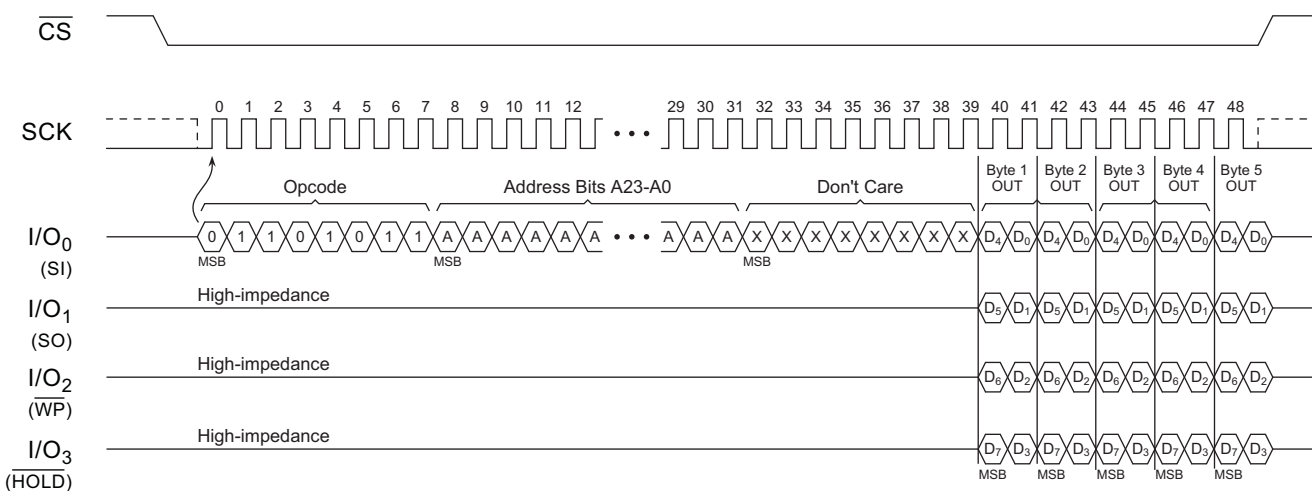 CS
0 1 2 3 4 5 6 7 8 9 10 11 12 29 30 31 32 33 34 35 36 37 38 39 40 41 42 43 44 45 46 47 48
SCK
Opcode Address Bits A23-A0 Don't Care Byte 1 OUT Byte 2 OUT Byte 3 OUT Byte 4 OUT Byte 5 OUT
I/O0 (SI) 0 1 1 0 1 0 1 1 A A A A A A • • • A A A X X X X X X X X D4 D0 D4 D0 D4 D0 D4 D0 D4 D0
MSB MSB MSB
High-impedance
I/O1 (SO) D5 D1 D5 D1 D5 D1 D5 D1 D5 D1
High-impedance
I/O2 (WP) D6 D2 D6 D2 D6 D2 D6 D2 D6 D2
High-impedance
I/O3 (HOLD) D7 D3 D7 D3 D7 D3 D7 D3 D7 D3
MSB MSB MSB MSB MSB